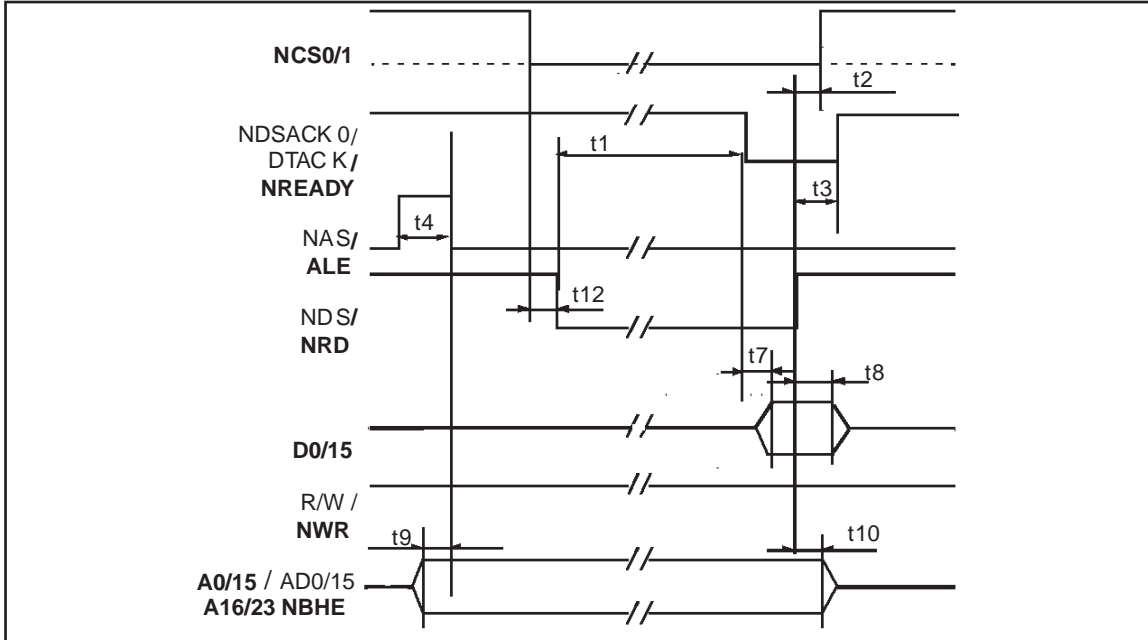 NCS0/1
t2
NDSACK 0/
DTAC K/
NREADY
t1
t3
t4
NAS/
ALE
t12
ND S/
NRD
t7
t8
D0/15
R/W /
NWR
t9
t10
A0/15 / AD0/15
A16/23 NBHE